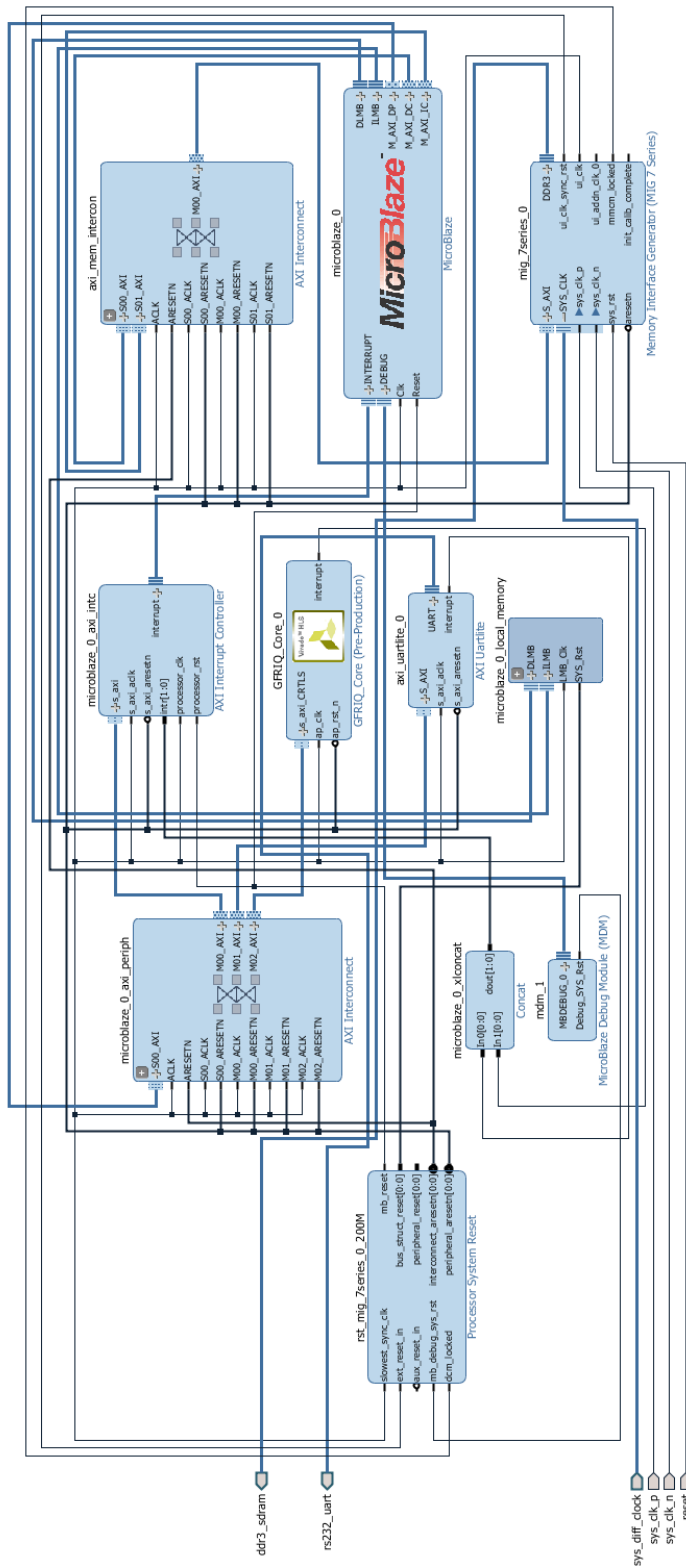 ddr3_sdram
rs232_uart
sys_diff_clock
sys_clk_p
sys_clk_n
reset
rst_mig_7series_0_200M
slowest_sync_clk
ext_reset_in
aux_reset_in
mb_debug_sys_rst
dcm_locked
mb_reset
bus_struct_reset[0:0]
peripheral_reset[0:0]
interconnect_aresetn[0:0]
peripheral_aresetn[0:0]
Processor System Reset
microblaze_0_axi_periph
S00_AXI
ACLK
ARESETN
S00_ACLK
S00_ARESETN
M00_ACLK
M00_ARESETN
M01_ACLK
M01_ARESETN
M02_ACLK
M02_ARESETN
M00_AXI
M01_AXI
M02_AXI
AXI Interconnect
microblaze_0_xlconcat
In0[0:0]
In1[0:0]
dout[1:0]
Concat
mdm_1
MBDEBUG_0
Debug_SYS_Rst
MicroBlaze Debug Module (MDM)
microblaze_0_axi_intc
s_axi
s_axi_aclk
s_axi_aresetn
intr[1:0]
processor_clk
processor_rst
interrupt
AXI Interrupt Controller
GFRIQ_Core_0
s_axi_CRTLS
ap_clk
ap_rst_n
Vivado™ HLS
interrupt
GFRIQ_Core (Pre-Production)
axi_uartlite_0
S_AXI
s_axi_aclk
s_axi_aresetn
UART
interrupt
AXI Uartlite
microblaze_0_local_memory
DLMB
ILMB
LMB_Clk
SYS_Rst
axi_mem_intercon
S00_AXI
S01_AXI
ACLK
ARESETN
S00_ACLK
S00_ARESETN
M00_ACLK
M00_ARESETN
S01_ACLK
S01_ARESETN
M00_AXI
AXI Interconnect
microblaze_0
INTERRUPT
DEBUG
Clk
Reset
MicroBlaze
DLMB
ILMB
M_AXI_DP
M_AXI_DC
M_AXI_IC
MicroBlaze
mig_7series_0
S_AXI
SYS_CLK
sys_clk_p
sys_clk_n
sys_rst
aresetn
DDR3
ui_clk_sync_rst
ui_clk
ui_addn_clk_0
mmcm_locked
init_calib_complete
Memory Interface Generator (MIG 7 Series)